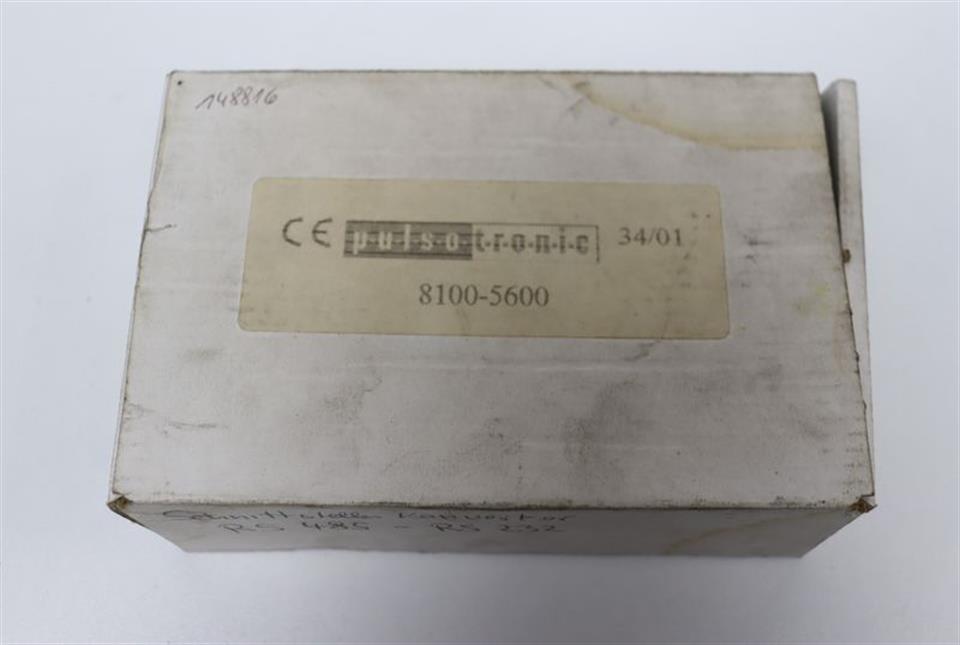 148816
CE pulsotronic 34/01
8100-5600
Schnittstelle Konverter
RS 485 - RS 232